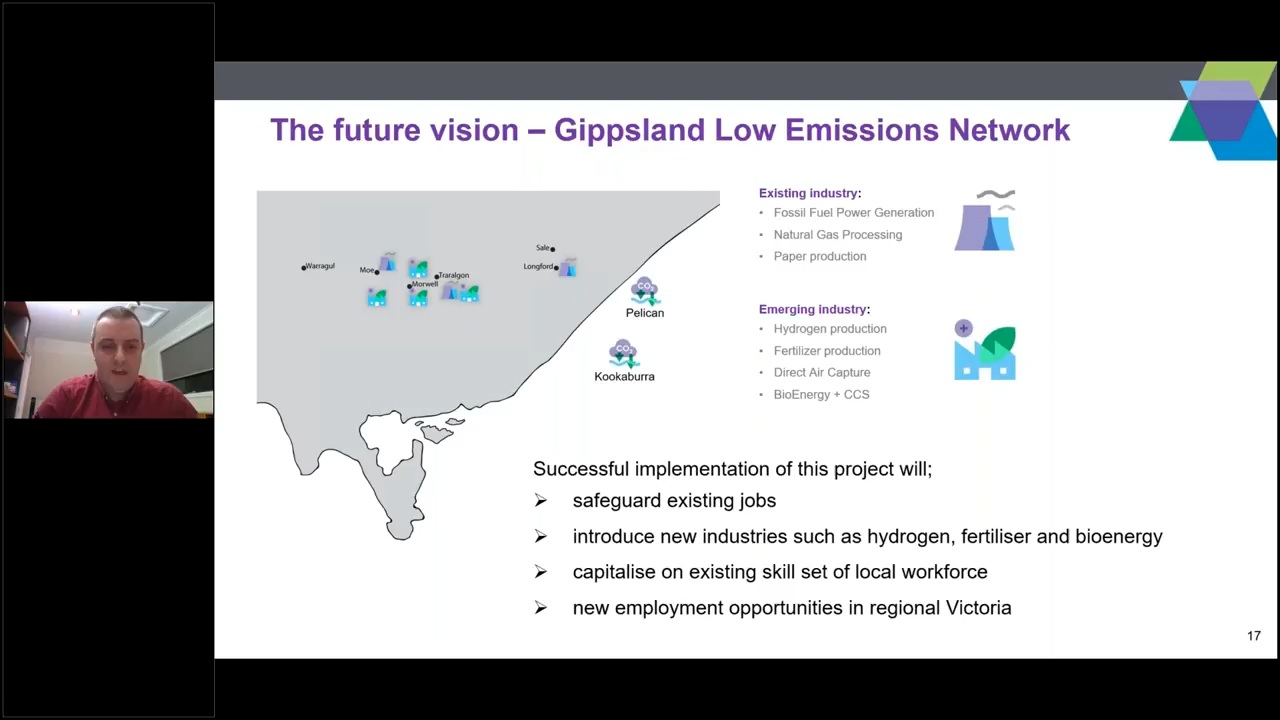 The future vision – Gippsland Low Emissions Network
Existing industry:
• Fossil Fuel Power Generation
• Natural Gas Processing
• Paper production
Sale
Warragul
Moe
Longford
Traralgon
Morwell
CO₂
Pelican
CO₂
Kookaburra
Emerging industry:
• Hydrogen production
• Fertilizer production
• Direct Air Capture
• BioEnergy + CCS
Successful implementation of this project will;
➢ safeguard existing jobs
➢ introduce new industries such as hydrogen, fertiliser and bioenergy
➢ capitalise on existing skill set of local workforce
➢ new employment opportunities in regional Victoria
17